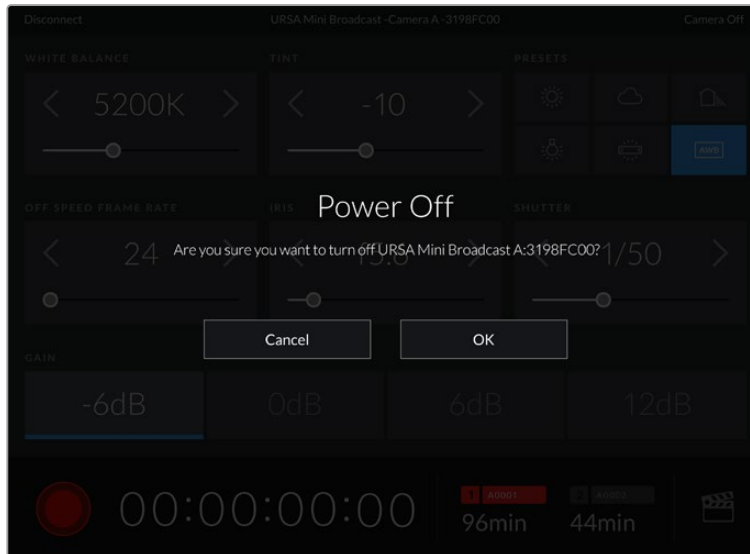 Disconnect
URSA Mini Broadcast -Camera A -3198FC00
Camera Off
WHITE BALANCE
TINT
PRESETS
5200K
-10
AWB
Power Off
OFF SPEED FRAME RATE
IRIS
SHUTTER
Are you sure you want to turn off URSA Mini Broadcast A:3198FC00?
24
1/50
Cancel
OK
GAIN
-6dB
0dB
6dB
12dB
00:00:00:00
1 A0001
96min
2 A0002
44min